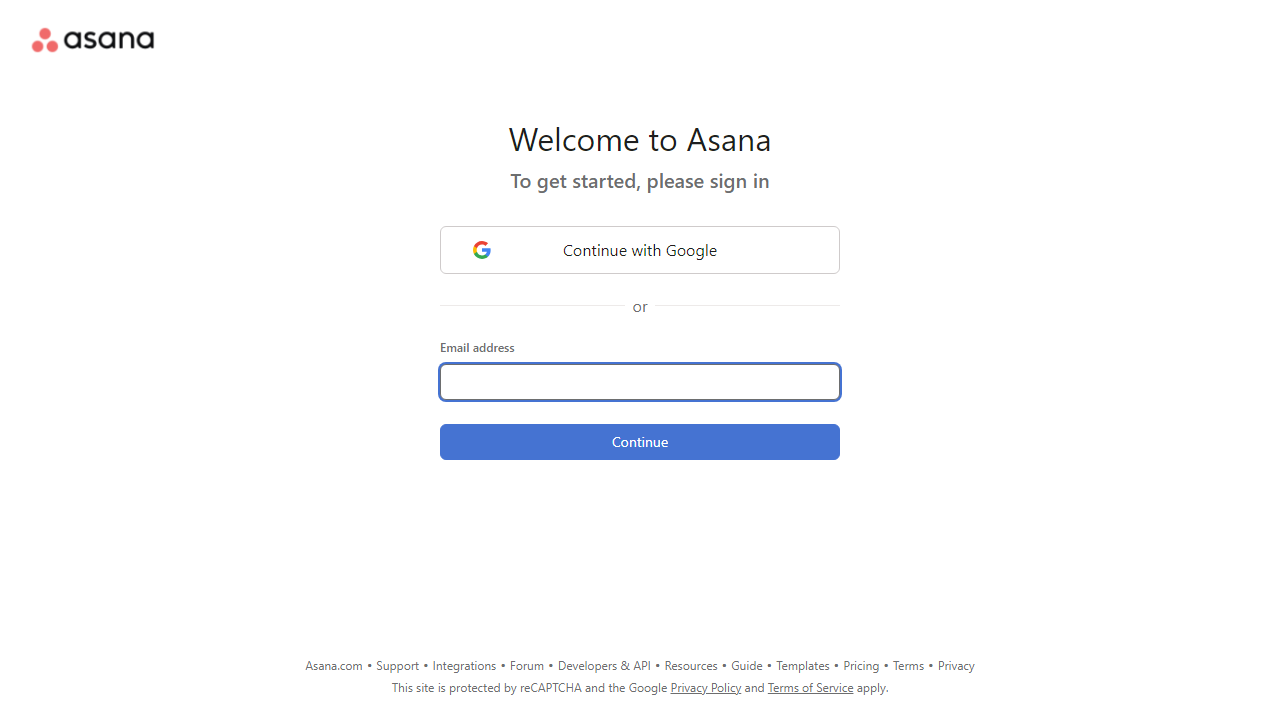 asana
Welcome to Asana
To get started, please sign in
Continue with Google
or
Email address
Continue
Asana.com • Support • Integrations • Forum • Developers & API • Resources • Guide • Templates • Pricing • Terms • Privacy
This site is protected by reCAPTCHA and the Google Privacy Policy and Terms of Service apply.